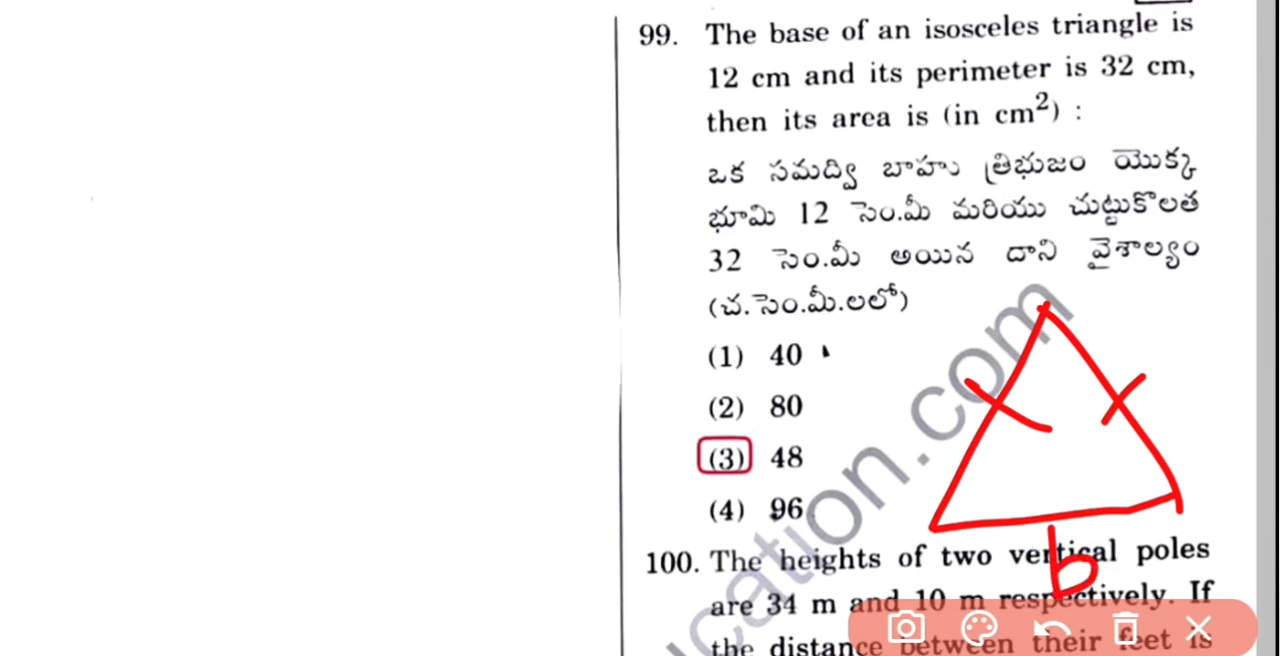 99. The base of an isosceles triangle is
12 cm and its perimeter is 32 cm,
then its area is (in cm²) :
ఒక సమద్వి బాహు త్రిభుజం యొక్క
భూమి 12 సెం.మీ మరియు చుట్టుకొలత
32 సెం.మీ అయిన దాని వైశాల్యం
(చ.సెం.మీ.లలో)
(1) 40
(2) 80
(3) 48
(4) 96
b
100. The heights of two vertical poles
are 34 m and 10 m respectively. If
the distance between their feet is
ucation.com